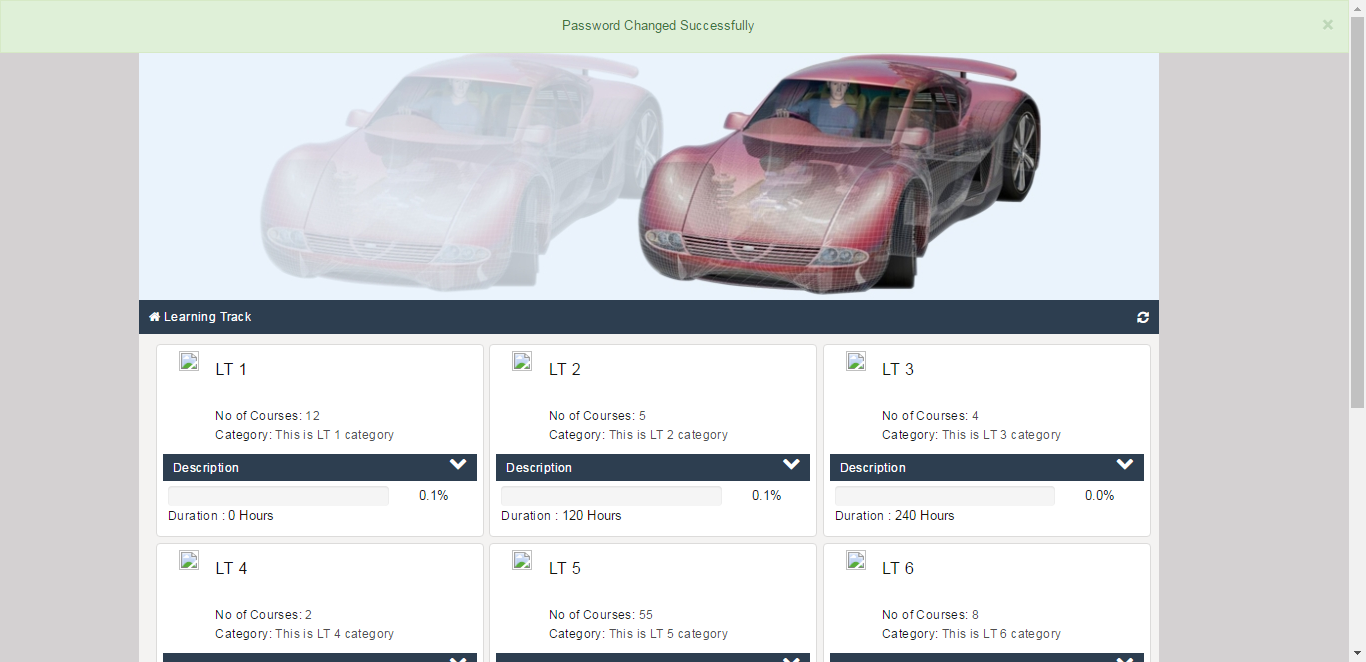 Password Changed Successfully ×
Learning Track
LT 1
No of Courses: 12
Category: This is LT 1 category
Description
0.1%
Duration : 0 Hours
LT 2
No of Courses: 5
Category: This is LT 2 category
Description
0.1%
Duration : 120 Hours
LT 3
No of Courses: 4
Category: This is LT 3 category
Description
0.0%
Duration : 240 Hours
LT 4
No of Courses: 2
Category: This is LT 4 category
LT 5
No of Courses: 55
Category: This is LT 5 category
LT 6
No of Courses: 8
Category: This is LT 6 category